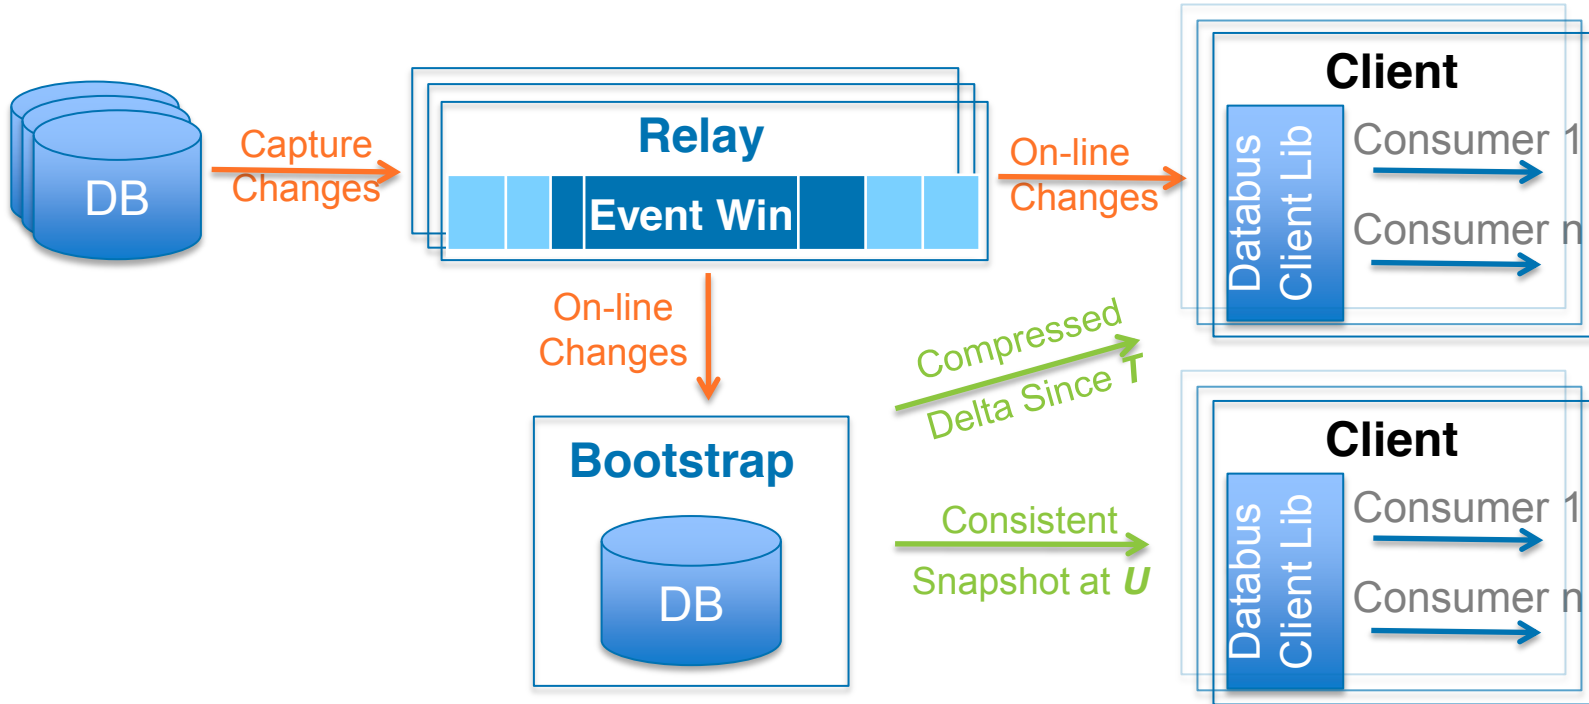 DB
Capture
Changes
Relay
Event Win
On-line
Changes
Client
Databus
Client Lib
Consumer 1
Consumer n
On-line
Changes
Bootstrap
DB
Compressed
Delta Since T
Consistent
Snapshot at U
Client
Databus
Client Lib
Consumer 1
Consumer n